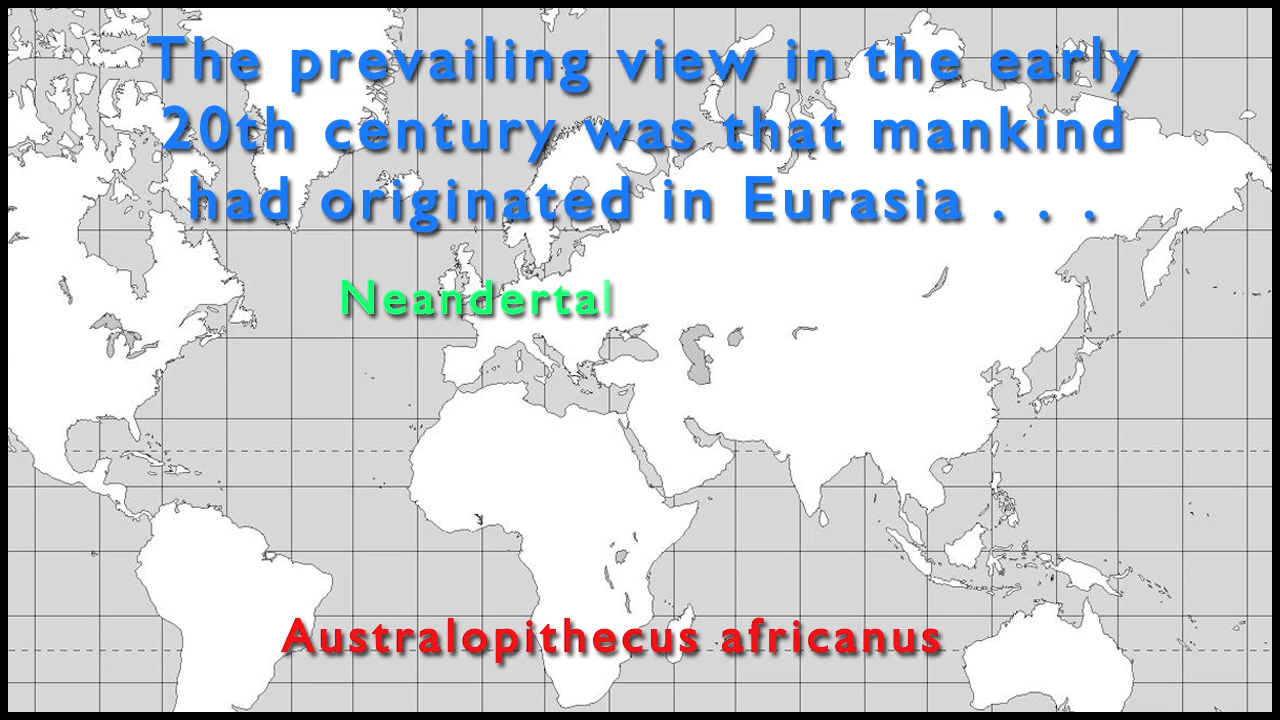 The prevailing view in the early
20th century was that mankind
had originated in Eurasia . . .
Neandertal
Australopithecus africanus